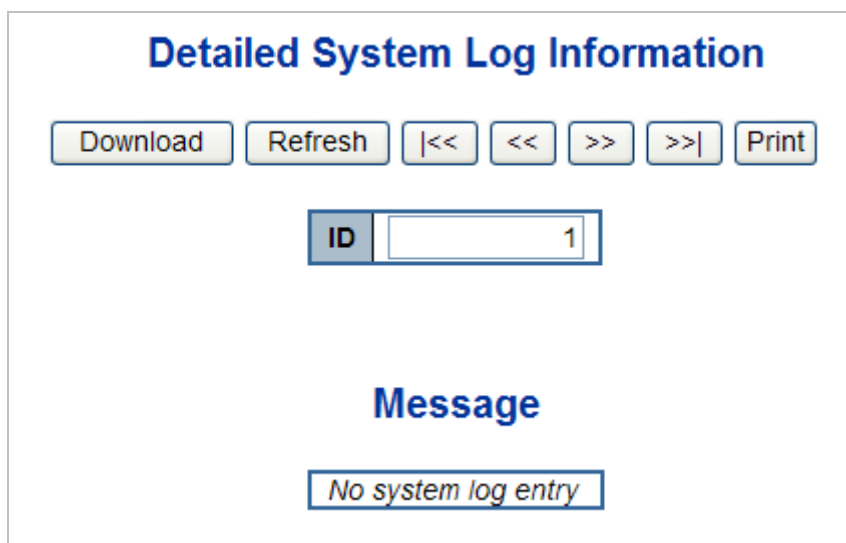 Detailed System Log Information
Download Refresh |<< << >> >>| Print
ID 1
Message
No system log entry